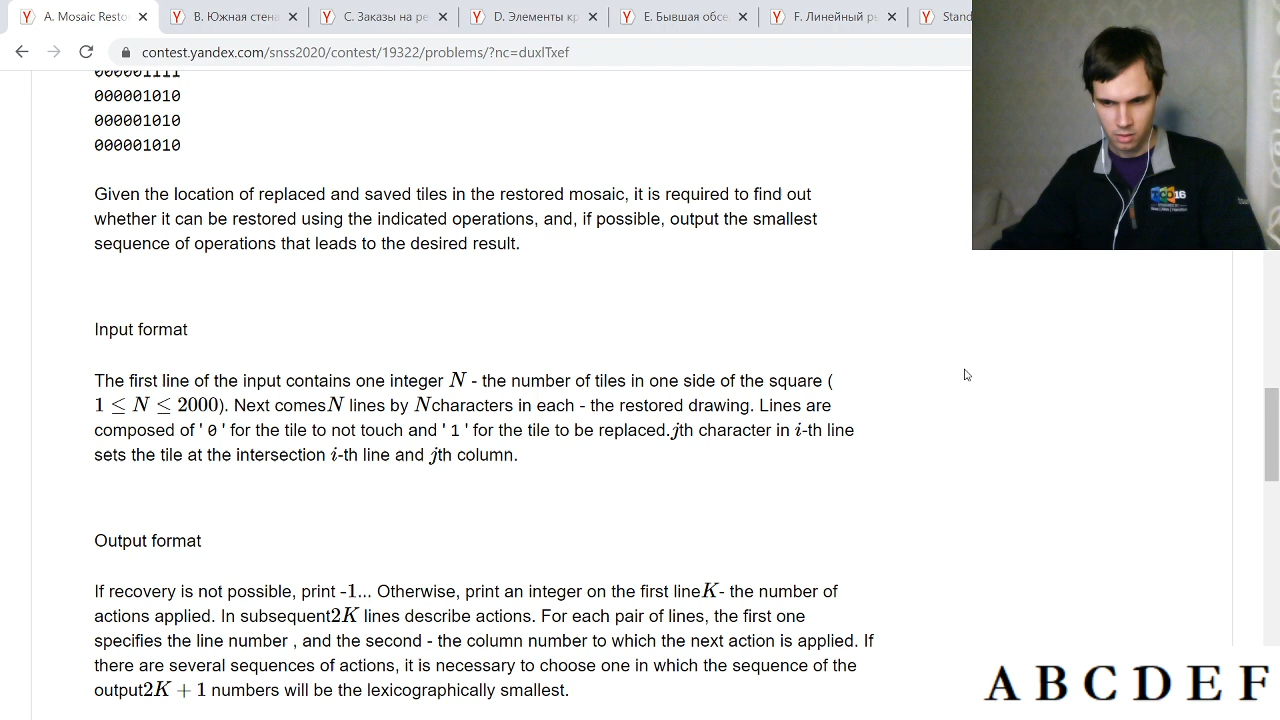 A. Mosaic Resto
B. Южная стена
C. Заказы на ре
D. Элементы кр
E. Бывшая обсе
F. Линейный рь
Stand
contest.yandex.com/snss2020/contest/19322/problems/?nc=duxlTxef
000001111
000001010
000001010
000001010
Given the location of replaced and saved tiles in the restored mosaic, it is required to find out
whether it can be restored using the indicated operations, and, if possible, output the smallest
sequence of operations that leads to the desired result.
Input format
The first line of the input contains one integer N - the number of tiles in one side of the square (
1 ≤ N ≤ 2000). Next comesN lines by Ncharacters in each - the restored drawing. Lines are
composed of ' 0 ' for the tile to not touch and ' 1 ' for the tile to be replaced.jth character in i-th line
sets the tile at the intersection i-th line and jth column.
Output format
If recovery is not possible, print -1... Otherwise, print an integer on the first lineK- the number of
actions applied. In subsequent2K lines describe actions. For each pair of lines, the first one
specifies the line number , and the second - the column number to which the next action is applied. If
there are several sequences of actions, it is necessary to choose one in which the sequence of the
output2K + 1 numbers will be the lexicographically smallest.
TCO16
A B C D E F